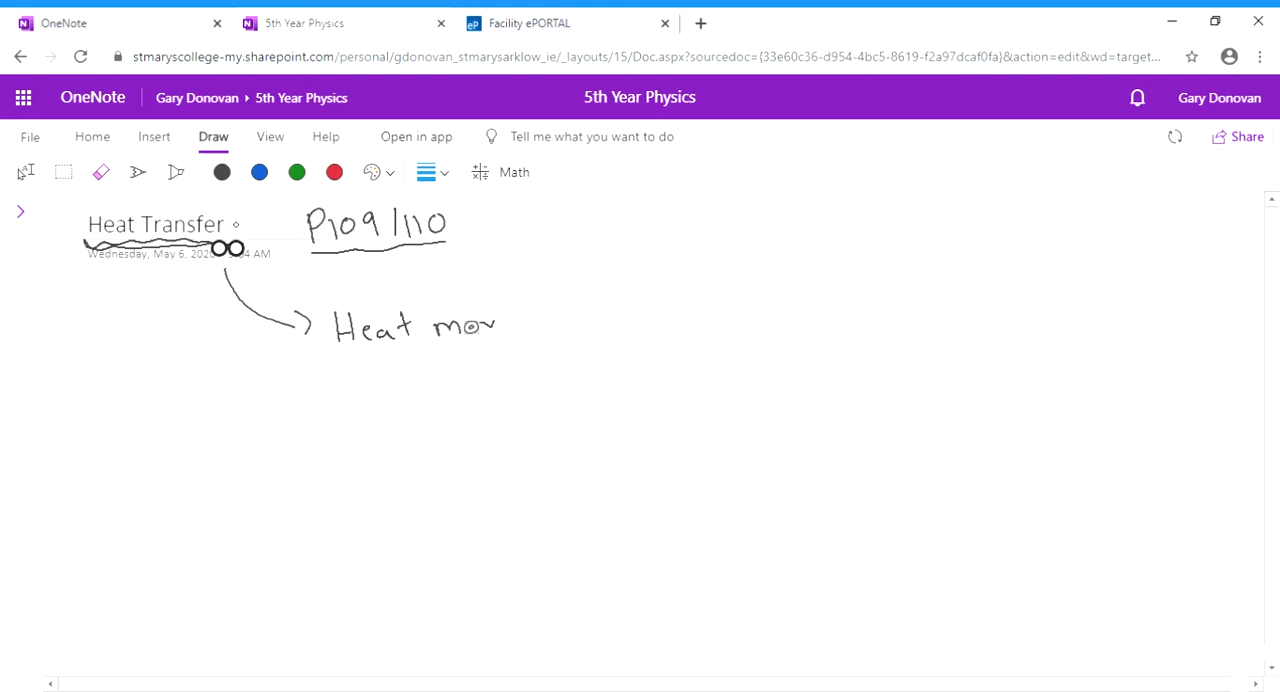 OneNote
5th Year Physics
Facility ePORTAL
stmaryscollege-my.sharepoint.com/personal/gdonovan_stmarysarklow_ie/_layouts/15/Doc.aspx?sourcedoc={33e60c36-d954-4bc5-8619-f2a97dcaf0fa}&action=edit&wd=target...
OneNote
Gary Donovan › 5th Year Physics
5th Year Physics
Gary Donovan
File Home Insert Draw View Help Open in app Tell me what you want to do Share
Math
Heat Transfer
P109/110
Wednesday, May 6, 2020 AM
Heat mov